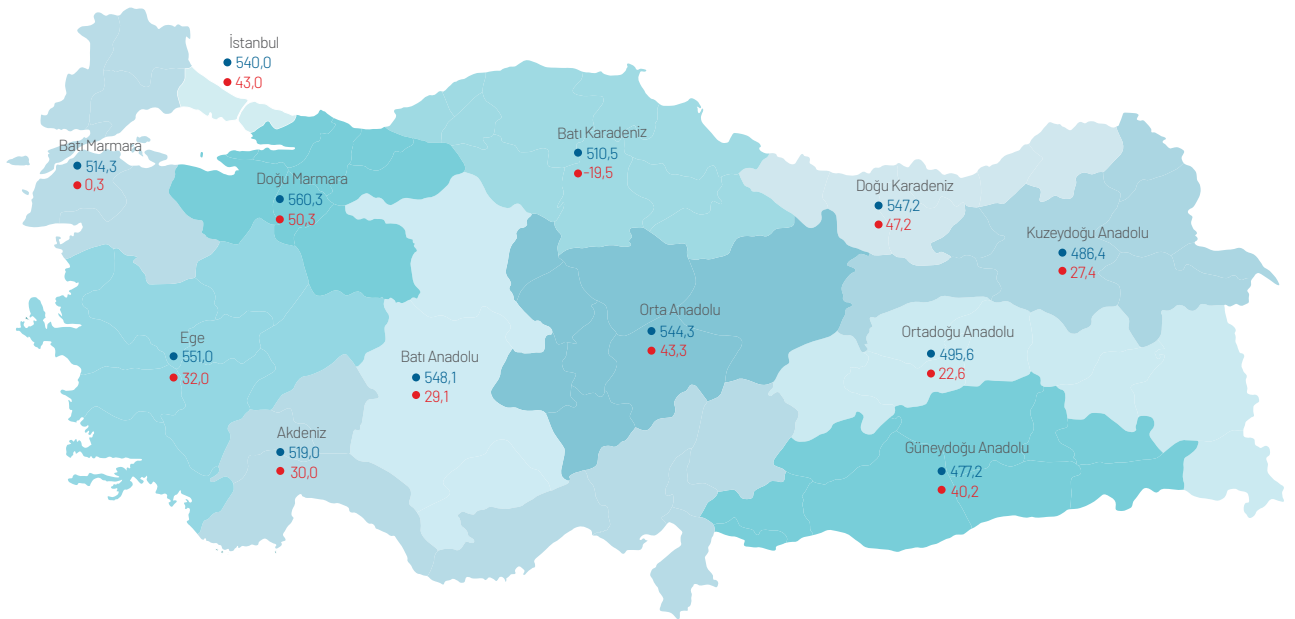 İstanbul
540,0
43,0
Batı Marmara
514,3
0,3
Doğu Marmara
560,3
50,3
Batı Karadeniz
510,5
-19,5
Doğu Karadeniz
547,2
47,2
Kuzeydoğu Anadolu
486,4
27,4
Ege
551,0
32,0
Batı Anadolu
548,1
29,1
Orta Anadolu
544,3
43,3
Ortadoğu Anadolu
495,6
22,6
Akdeniz
519,0
30,0
Güneydoğu Anadolu
477,2
40,2